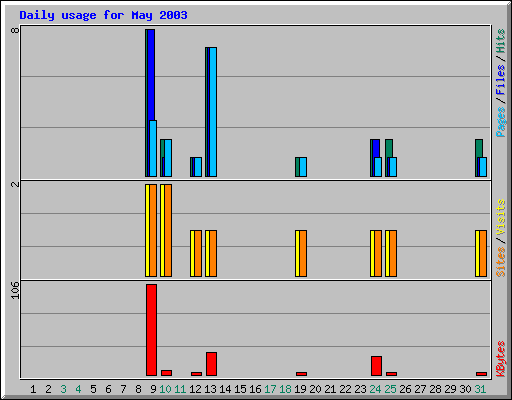 Daily usage for May 2003
8
Pages / Files / Hits
2
Sites / Visits
106
KBytes
1 2 3 4 5 6 7 8 9 10 11 12 13 14 15 16 17 18 19 20 21 22 23 24 25 26 27 28 29 30 31